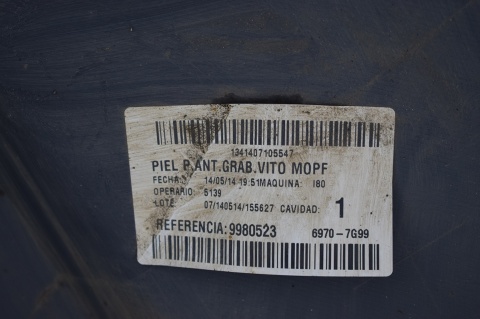 1341407105547
PIEL P.ANT.GRAB.VITO MOPF
FECHA: 14/05/14 19:51 MAQUINA: I80
OPERARIO: 5139
LOTE: 07/140514/155627 CAVIDAD: 1
REFERENCIA:9980523 6970-7G99